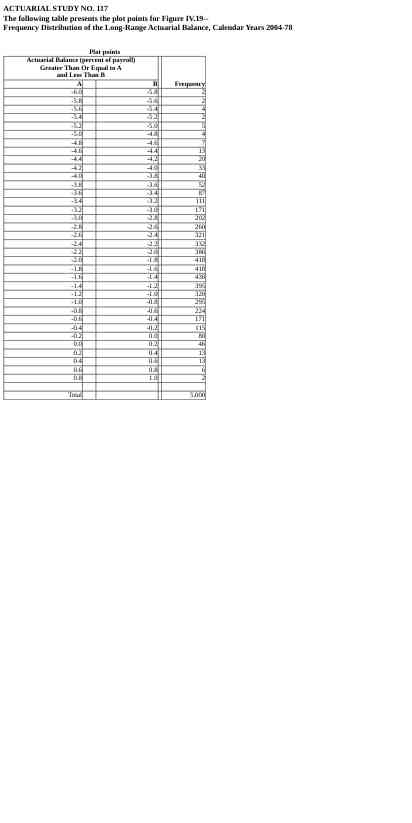 ACTUARIAL STUDY NO. 117
The following table presents the plot points for Figure IV.19--
Frequency Distribution of the Long-Range Actuarial Balance, Calendar Years 2004-78
Plot points
Actuarial Balance (percent of payroll)
Greater Than Or Equal to A
and Less Than B
A B Frequency
-6.0 -5.8 2
-5.8 -5.6 2
-5.6 -5.4 4
-5.4 -5.2 2
-5.2 -5.0 5
-5.0 -4.8 4
-4.8 -4.6 7
-4.6 -4.4 13
-4.4 -4.2 20
-4.2 -4.0 33
-4.0 -3.8 40
-3.8 -3.6 52
-3.6 -3.4 87
-3.4 -3.2 111
-3.2 -3.0 171
-3.0 -2.8 202
-2.8 -2.6 260
-2.6 -2.4 321
-2.4 -2.2 332
-2.2 -2.0
-2.0 -1.8
-1.8 -1.6
-1.6 -1.4
-1.4 -1.2 395
-1.2 -1.0
-1.0 -0.8 295
-0.8 -0.6 224
-0.6 -0.4 171
-0.4 -0.2 115
-0.2 0.0 80
0.0 0.2 46
0.2 0.4 13
0.4 0.6 13
0.6 0.8 6
0.8 1.0 2
Total 5,000